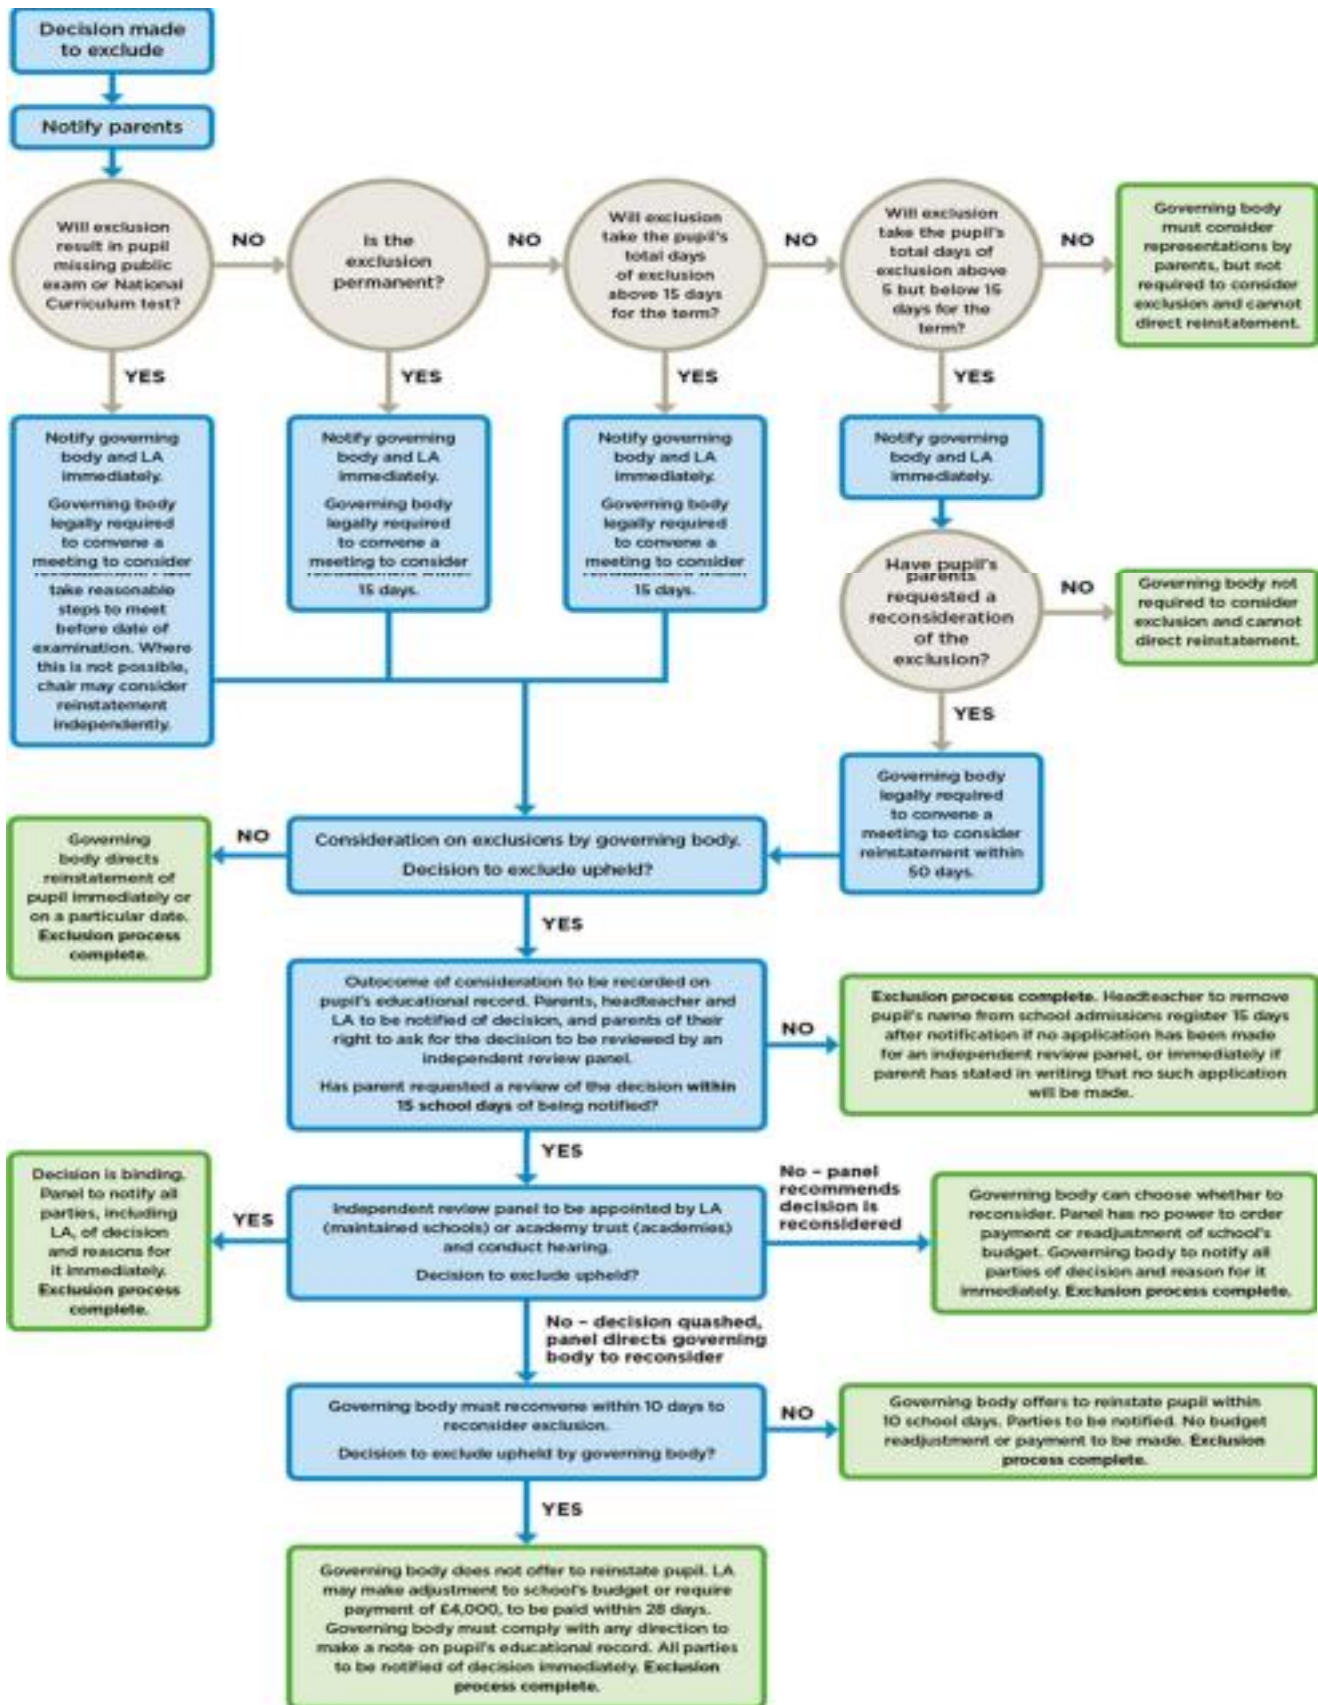 Decision made
to exclude
Notify parents
Will exclusion
result in pupil
missing public
exam or National
Curriculum test?
NO
Is the
exclusion
permanent?
NO
Will exclusion
take the pupil's
total days
of exclusion
above 15 days
for the term?
NO
Will exclusion
take the pupil's
total days of
exclusion above
5 but below 15
days for the
term?
NO
Governing body
must consider
representations by
parents, but not
required to consider
exclusion and cannot
direct reinstatement.
YES
YES
YES
YES
Notify governing
body and LA
immediately.
Governing body
legally required
to convene a
meeting to consider
take reasonable
steps to meet
before date of
examination. Where
this is not possible,
chair may consider
reinstatement
independently.
Notify governing
body and LA
immediately.
Governing body
legally required
to convene a
meeting to consider
15 days.
Notify governing
body and LA
immediately.
Governing body
legally required
to convene a
meeting to consider
15 days.
Notify governing
body and LA
immediately.
Have pupil's
parents
requested a
reconsideration
of the
exclusion?
NO
Governing body not
required to consider
exclusion and cannot
direct reinstatement.
YES
Governing body
legally required
to convene a
meeting to consider
reinstatement within
50 days.
Governing
body directs
reinstatement of
pupil immediately or
on a particular date.
Exclusion process
complete.
NO
Consideration on exclusions by governing body.
Decision to exclude upheld?
YES
Outocome of consideration to be recorded on
pupil's educational record. Parents, headteacher and
LA to be notified of decision, and parents of their
right to ask for the decision to be reviewed by an
independent review panel.
Has parent requested a review of the decision within
15 school days of being notified?
NO
Exclusion process complete. Headteacher to remove
pupil's name from school admissions register 15 days
after notification if no application has been made
for an independent review panel, or immediately if
parent has stated in writing that no such application
will be made.
YES
Decision is binding.
Panel to notify all
parties, including
LA, of decision
and reasons for
it immediately.
Exclusion process
complete.
YES
Independent review panel to be appointed by LA
(maintained schools) or academy trust (academies)
and conduct hearing.
Decision to exclude upheld?
No – panel
recommends
decision is
reconsidered
Governing body can choose whether to
reconsider. Panel has no power to order
payment or readjustment of school's
budget. Governing body to notify all
parties of decision and reason for it
immediately. Exclusion process complete.
No – decision quashed,
panel directs governing
body to reconsider
Governing body must reconvene within 10 days to
reconsider exclusion.
Decision to exclude upheld by governing body?
NO
Governing body offers to reinstate pupil within
10 school days. Parties to be notified. No budget
readjustment or payment to be made. Exclusion
process complete.
YES
Governing body does not offer to reinstate pupil. LA
may make adjustment to school's budget or require
payment of £4,000, to be paid within 28 days.
Governing body must comply with any direction to
make a note on pupil's educational record. All parties
to be notified of decision immediately. Exclusion
process complete.